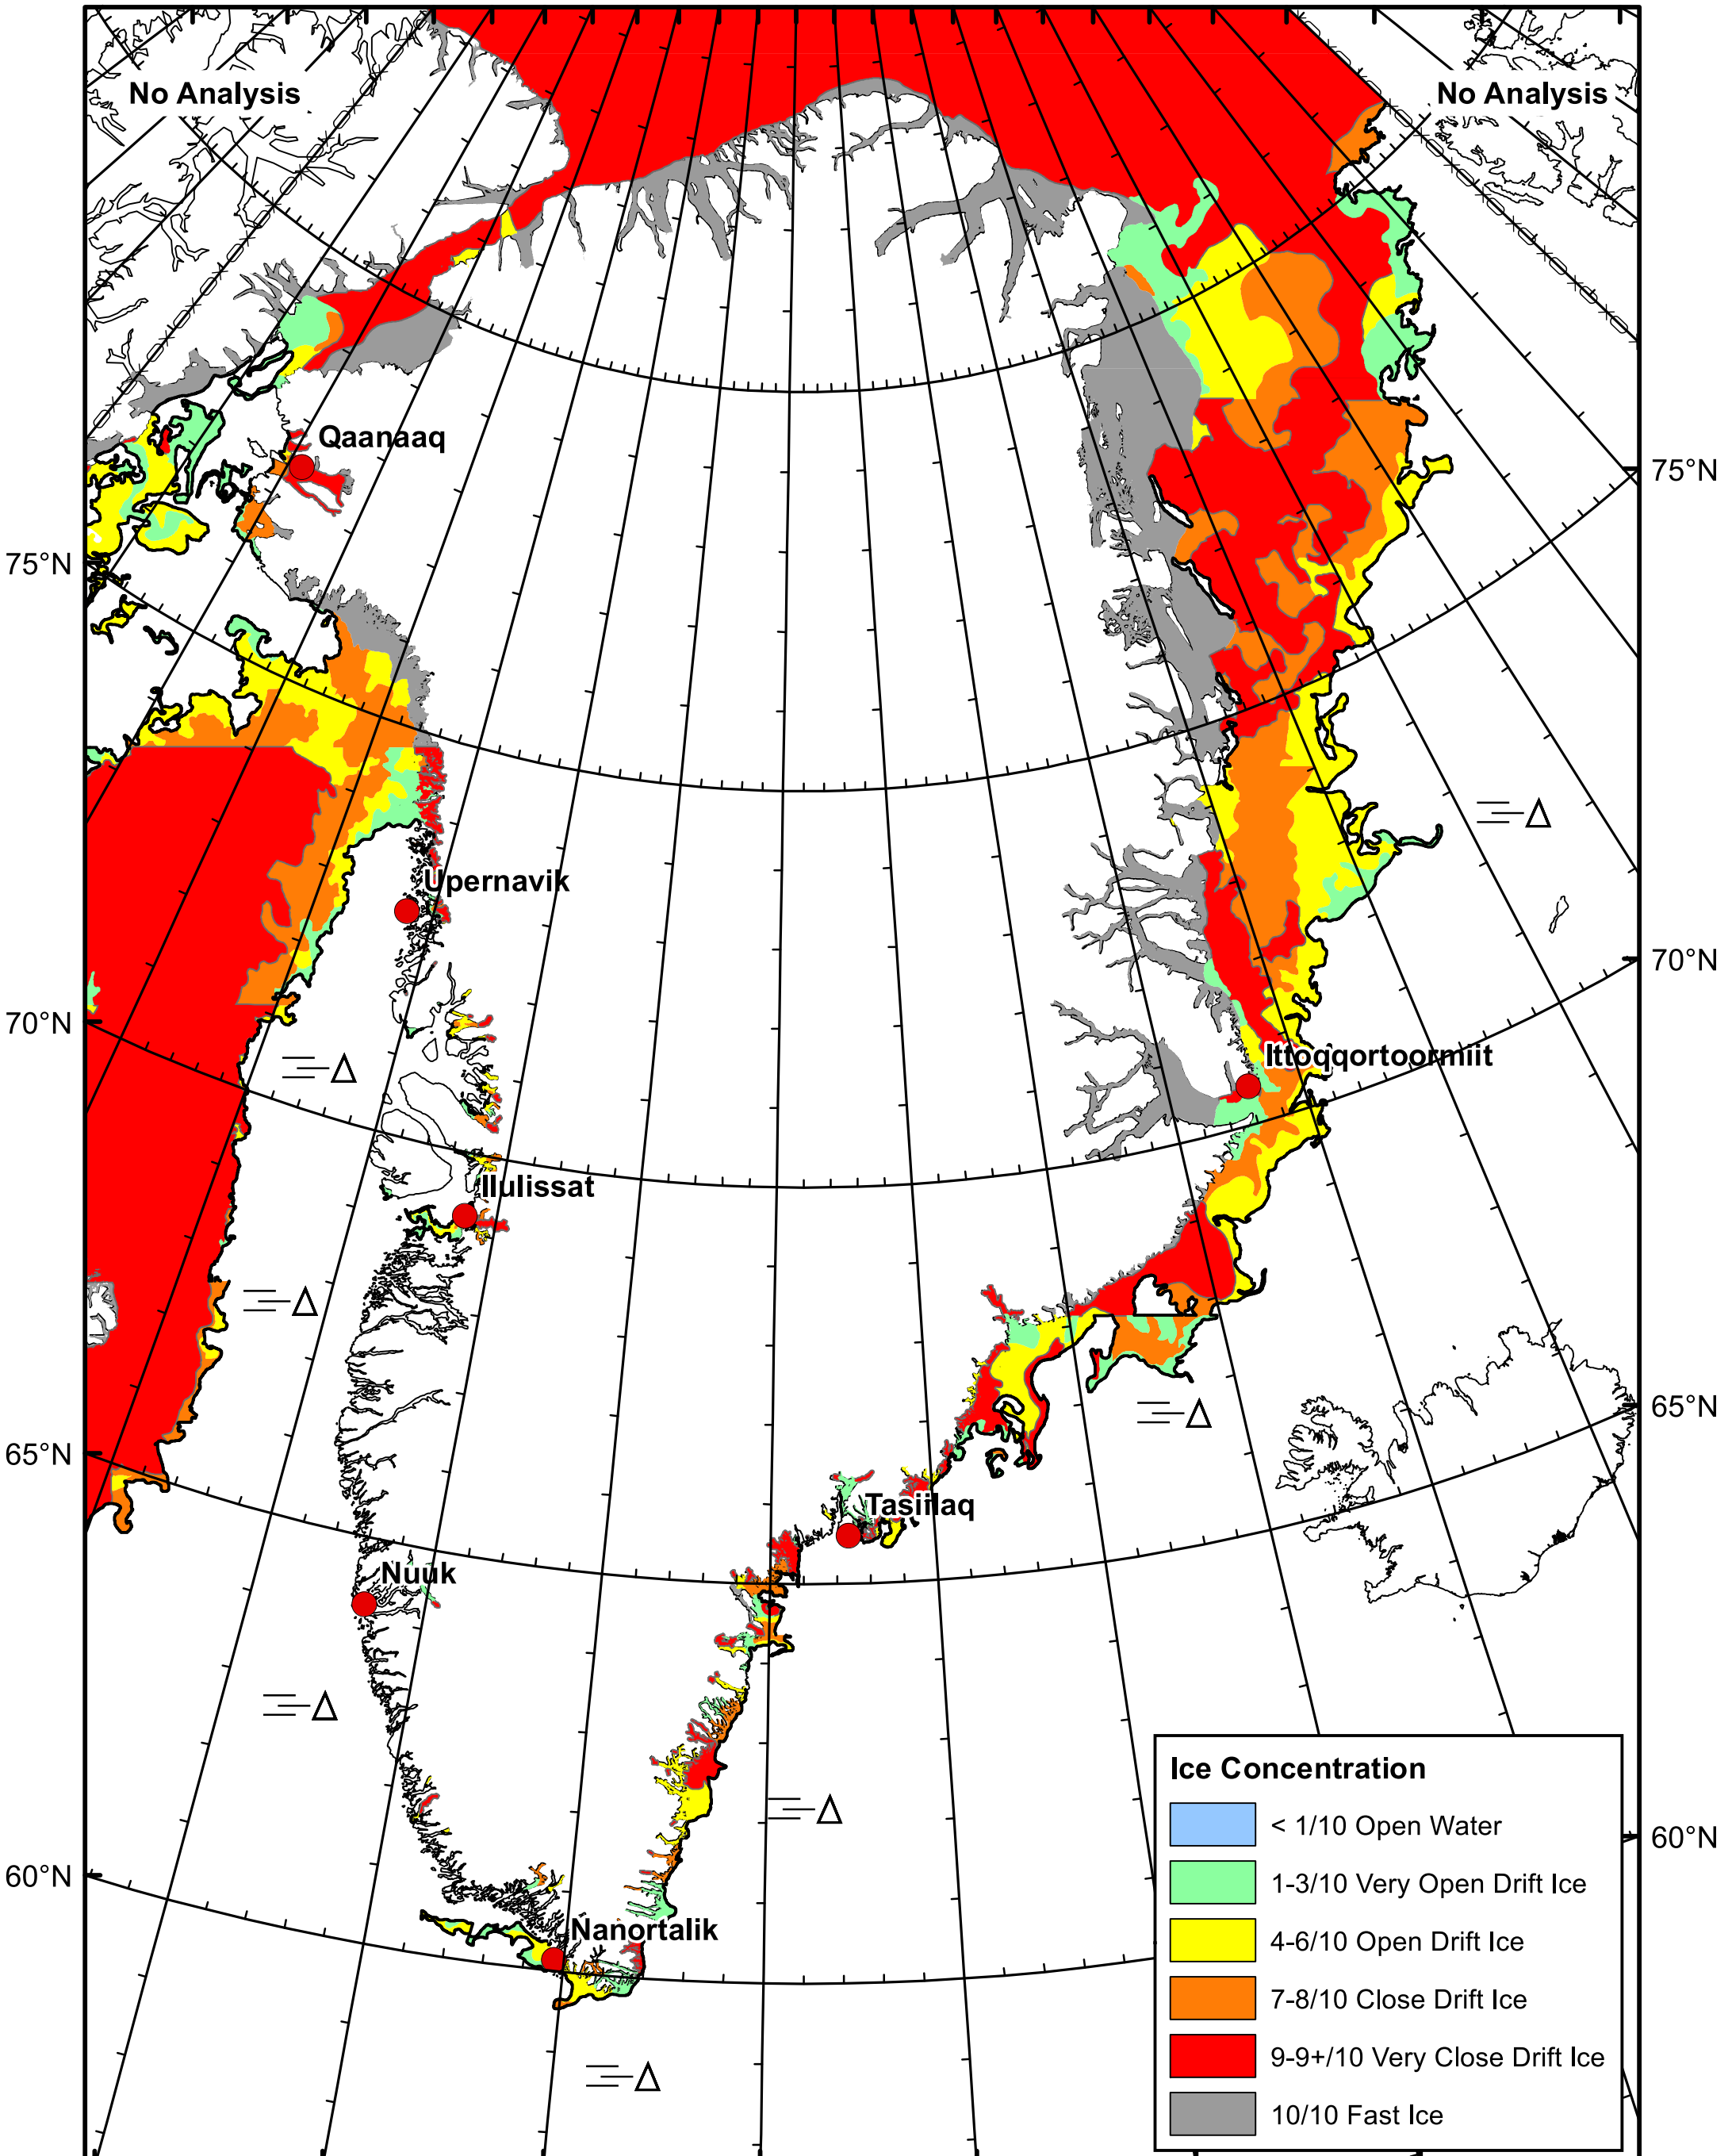 No Analysis
No Analysis
Qaanaaq
75°N
75°N
Upernavik
70°N
70°N
Ittoqqortoormiit
Ilulissat
65°N
65°N
Tasiilaq
Nuuk
Ice Concentration
< 1/10 Open Water
60°N
60°N
1-3/10 Very Open Drift Ice
Nanortalik
4-6/10 Open Drift Ice
7-8/10 Close Drift Ice
9-9+/10 Very Close Drift Ice
10/10 Fast Ice